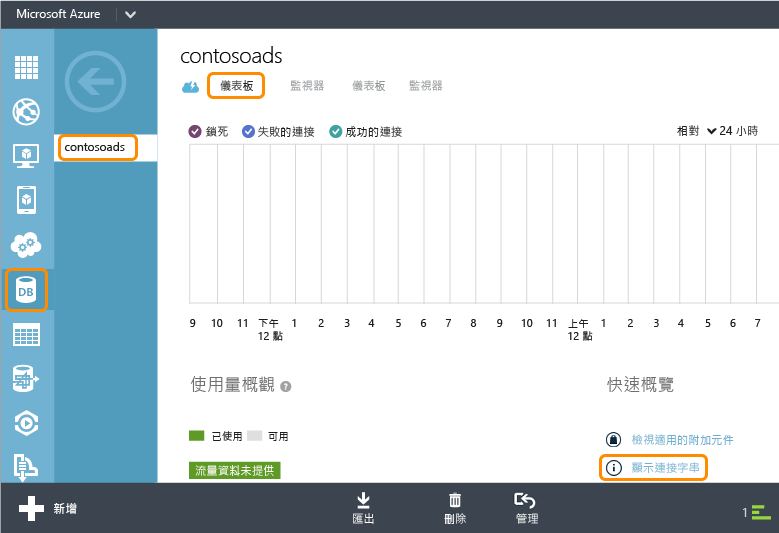 Microsoft Azure
contosoads
儀表板 監視器 儀表板 監視器
contosoads
鎖死 失敗的連接 成功的連接 相對 24 小時
DB
9 10 11 下午 1 2 3 4 5 6 7 8 9 10 11 上午 1 2 3 4 5 6 7
12 點 12 點
使用量概觀 ? 快速概覽
已使用 可用 檢視適用的附加元件
流量資料未提供 顯示連接字串
新增 匯出 刪除 管理 1